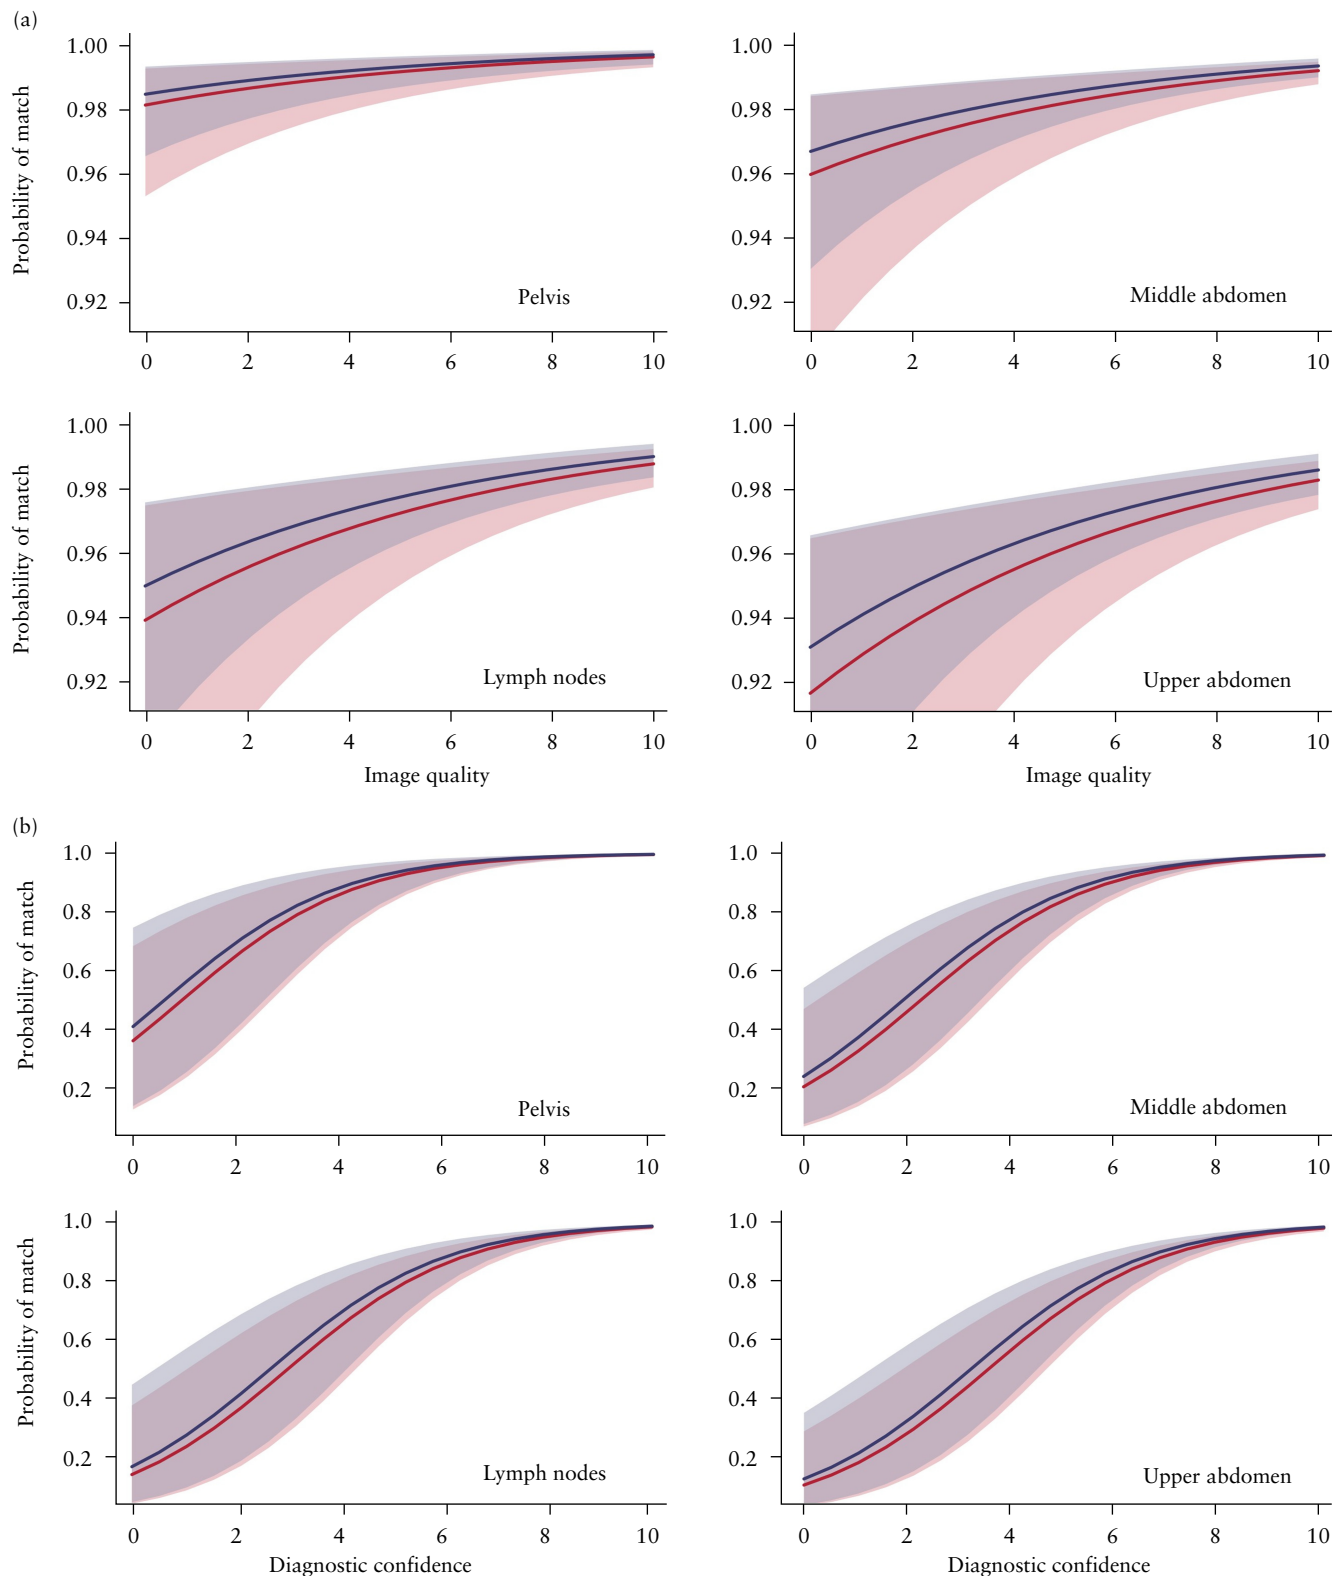 (a)
Probability of match
1.00
0.98
0.96
0.94
0.92
Pelvis
0 2 4 6 8 10
1.00
0.98
0.96
0.94
0.92
Middle abdomen
0 2 4 6 8 10
Probability of match
1.00
0.98
0.96
0.94
0.92
Lymph nodes
0 2 4 6 8 10
Image quality
1.00
0.98
0.96
0.94
0.92
Upper abdomen
0 2 4 6 8 10
Image quality
(b)
Probability of match
1.0
0.8
0.6
0.4
0.2
Pelvis
0 2 4 6 8 10
1.0
0.8
0.6
0.4
0.2
Middle abdomen
0 2 4 6 8 10
Probability of match
1.0
0.8
0.6
0.4
0.2
Lymph nodes
0 2 4 6 8 10
Diagnostic confidence
1.0
0.8
0.6
0.4
0.2
Upper abdomen
0 2 4 6 8 10
Diagnostic confidence